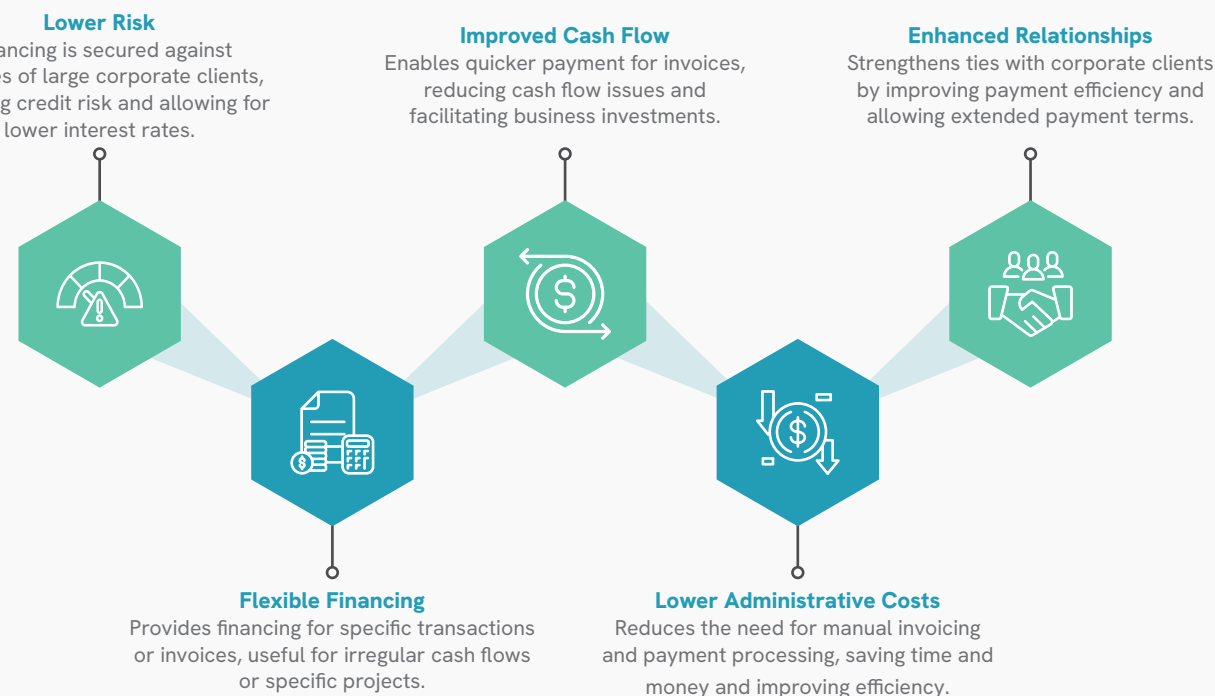 Lower Risk
is secured against
of large corporate clients,
credit risk and allowing for
lower interest rates.
Improved Cash Flow
Enables quicker payment for invoices,
reducing cash flow issues and
facilitating business investments.
Enhanced Relationships
Strengthens ties with corporate clients
by improving payment efficiency and
allowing extended payment terms.
Flexible Financing
Provides financing for specific transactions
or invoices, useful for irregular cash flows
or specific projects.
Lower Administrative Costs
Reduces the need for manual invoicing
and payment processing, saving time and
money and improving efficiency.